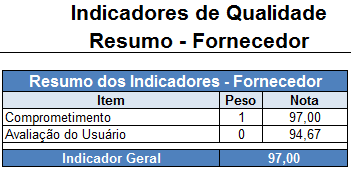 Indicadores de Qualidade
Resumo - Fornecedor
Resumo dos Indicadores - Fornecedor
Item Peso Nota
Comprometimento 1 97,00
Avaliação do Usuário 0 94,67
Indicador Geral 97,00